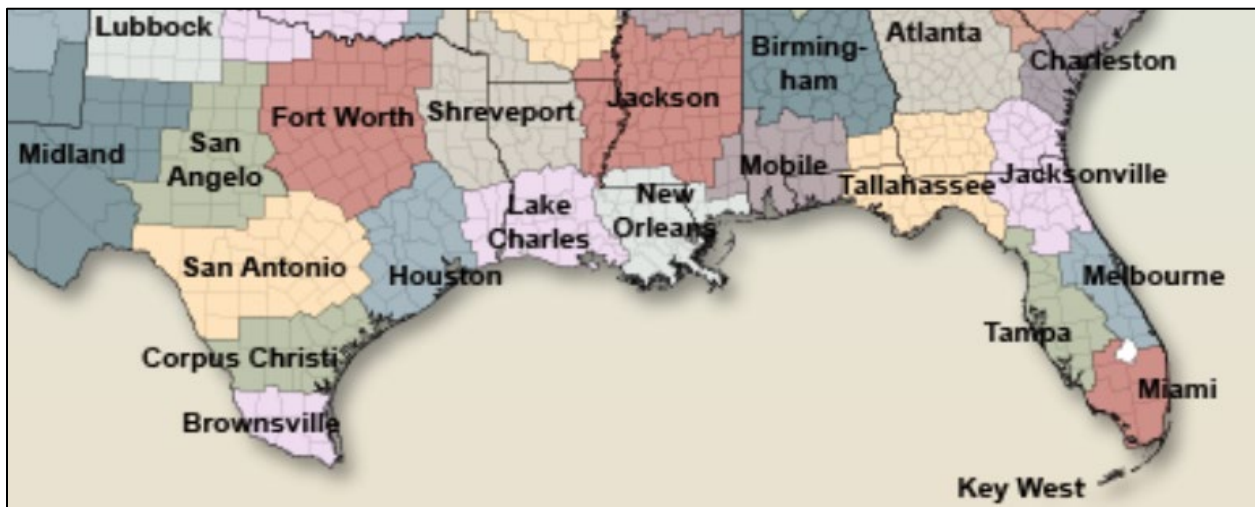 Lubbock
Atlanta
Birming-
ham
Charleston
Fort Worth
Shreveport
Jackson
Midland
San
Angelo
Mobile
Tallahassee
Jacksonville
Lake
Charles
New
Orleans
San Antonio
Houston
Melbourne
Tampa
Corpus Christi
Miami
Brownsville
Key West